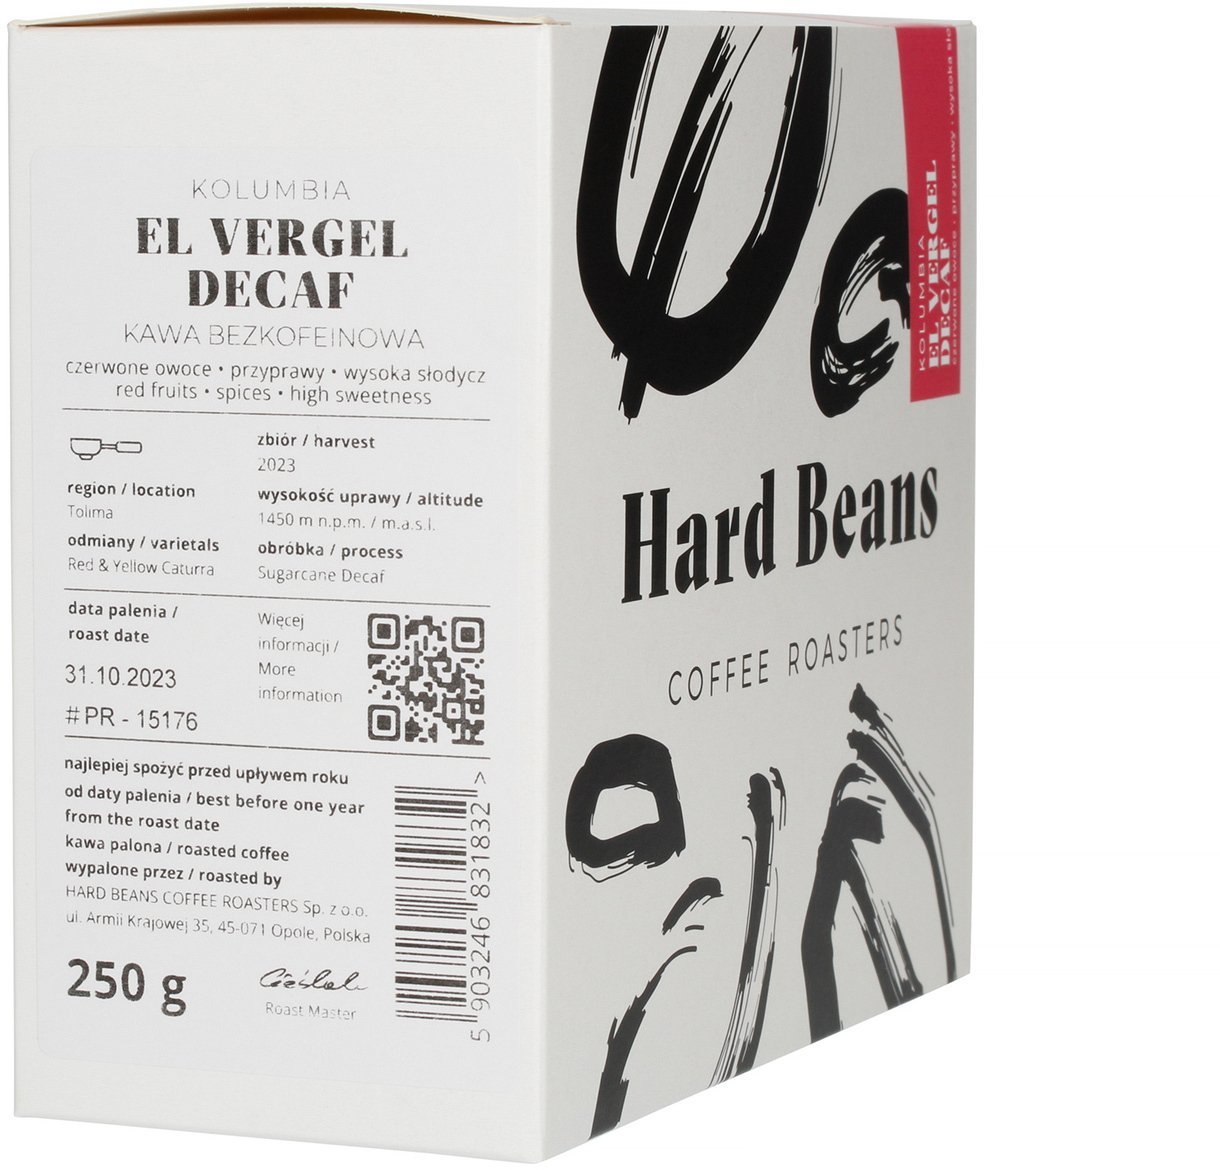 KOLUMBIA
EL VERGEL
DECAF
KAWA BEZKOFEINOWA
czerwone owoce • przyprawy • wysoka słodycz
red fruits • spices • high sweetness
zbiór / harvest
2023
region / location
Tolima
wysokość uprawy / altitude
1450 m n.p.m. / m.a.s.l.
odmiany / varietals
Red & Yellow Caturra
obróbka / process
Sugarcane Decaf
data palenia /
roast date
31.10.2023
#PR - 15176
Więcej
informacji /
More
information
najlepiej spożyć przed upływem roku
od daty palenia / best before one year
from the roast date
kawa palona / roasted coffee
wypalone przez / roasted by
HARD BEANS COFFEE ROASTERS Sp. z o.o.
ul. Armii Krajowej 35, 45-071 Opole, Polska
250 g
Roast Master
5 903246 831832 >
KOLUMBIA
EL VERGEL
DECAF
czerwone owoce • przyprawy • wysoka sło
Hard Beans
COFFEE ROASTERS